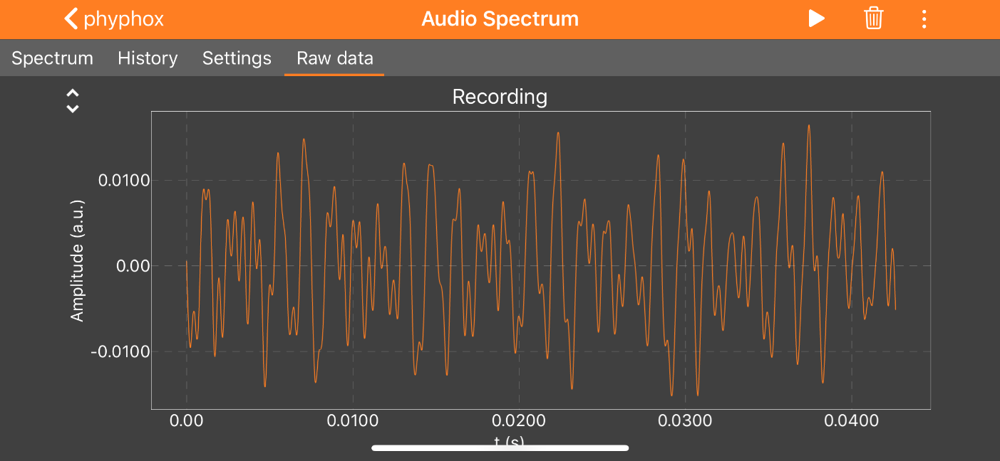 phyphox
Audio Spectrum
Spectrum
History
Settings
Raw data
Recording
Amplitude (a.u.)
0.0100
0.00
-0.0100
0.00
0.0100
0.0200
0.0300
0.0400
t (s)